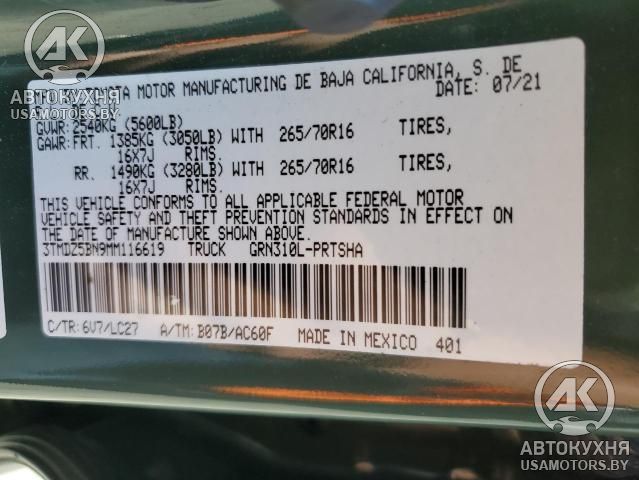 АВТОКУХНЯ
USAMOTORS.BY
TOYOTA MOTOR MANUFACTURING DE BAJA CALIFORNIA, S. DE
DATE: 07/21
GVWR: 2540KG (5600LB)
GAWR: FRT. 1385KG (3050LB) WITH 265/70R16 TIRES,
16X7J RIMS.
RR. 1490KG (3280LB) WITH 265/70R16 TIRES,
16X7J RIMS.
THIS VEHICLE CONFORMS TO ALL APPLICABLE FEDERAL MOTOR
VEHICLE SAFETY AND THEFT PREVENTION STANDARDS IN EFFECT ON
THE DATE OF MANUFACTURE SHOWN ABOVE.
3TMDZ5BN9MM116619 TRUCK GRN310L-PRTSHA
C/TR: 6V7/LC27 A/TM: B07B/AC60F MADE IN MEXICO 401
АК
АВТОКУХНЯ
USAMOTORS.BY